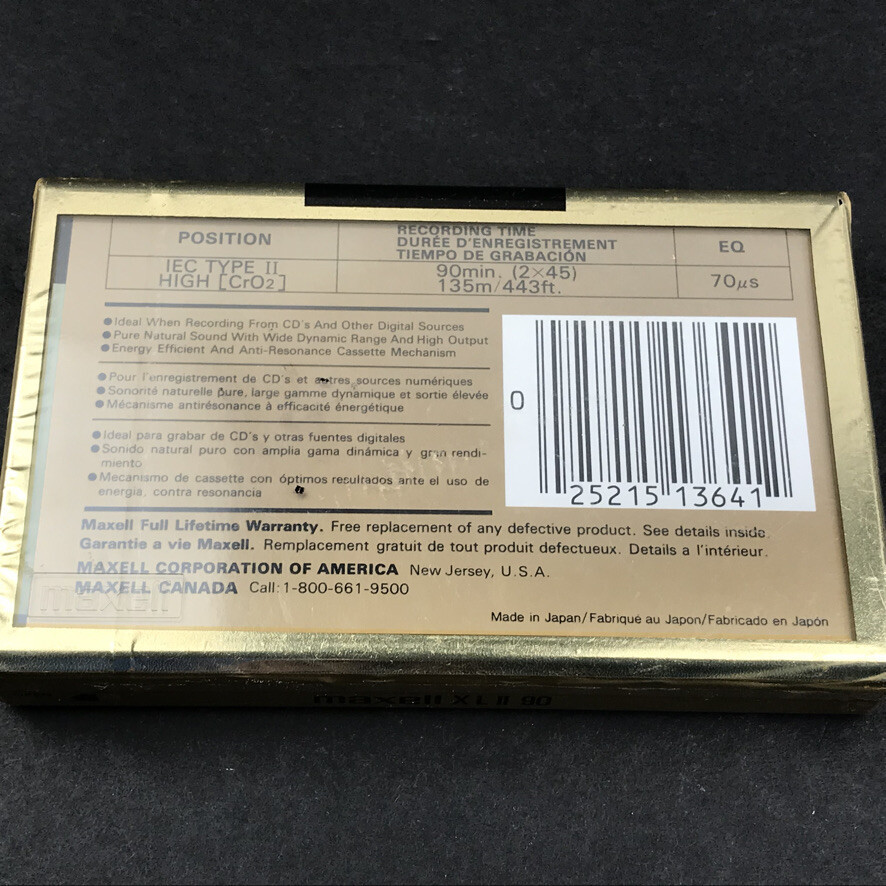 POSITION
RECORDING TIME
DURÉE D'ENREGISTREMENT
TIEMPO DE GRABACIÓN
EQ
IEC TYPE II
HIGH [CrO2]
90min. (2×45)
135m/443ft.
70µs
●Ideal When Recording From CD's And Other Digital Sources
●Pure Natural Sound With Wide Dynamic Range And High Output
●Energy Efficient And Anti-Resonance Cassette Mechanism
●Pour l'enregistrement de CD's et autres sources numériques
●Sonorité naturelle pure, large gamme dynamique et sortie élevée
●Mécanisme antirésonance à efficacité énergétique
●Ideal para grabar de CD's y otras fuentes digitales
●Sonido natural puro con amplia gama dinámica y gran rendi-
miento
●Mecanismo de cassette con óptimos resultados ante el uso de
energía, contra resonancia
0
25215 13641
Maxell Full Lifetime Warranty. Free replacement of any defective product. See details inside.
Garantie a vie Maxell. Remplacement gratuit de tout produit defectueux. Details a l'intérieur.
MAXELL CORPORATION OF AMERICA New Jersey, U.S.A.
MAXELL CANADA Call:1-800-661-9500
maxell
Made in Japan/Fabriqué au Japon/Fabricado en Japón
maxell XL II 90